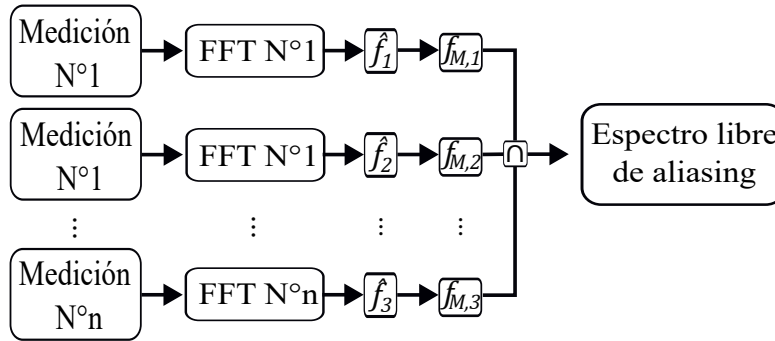 Medición
N°1
FFT N°1
f̂1
fM,1
Medición
N°1
FFT N°1
f̂2
fM,2
∩
Espectro libre
de aliasing
⋮ ⋮ ⋮ ⋮
Medición
N°n
FFT N°n
f̂3
fM,3